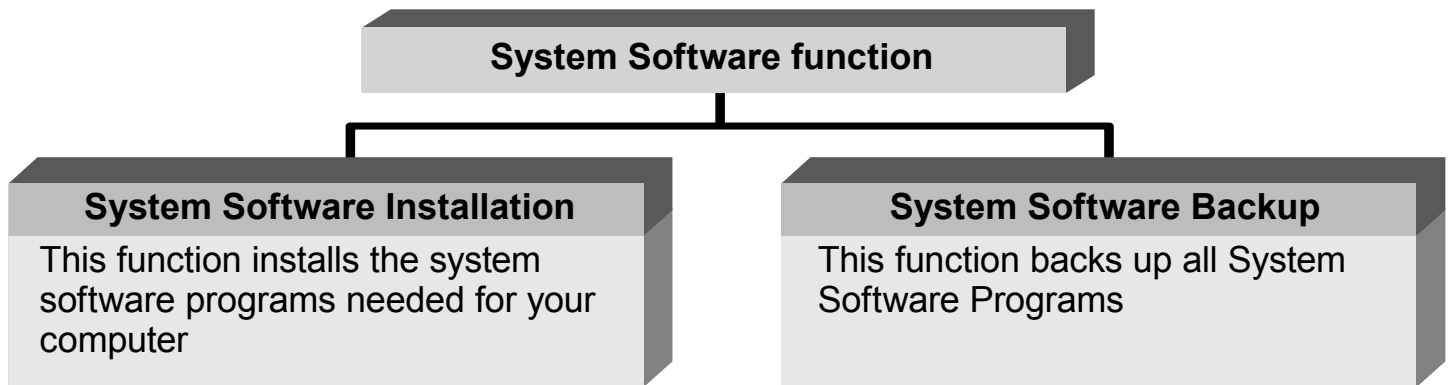 System Software function
System Software Installation
This function installs the system
software programs needed for your
computer
System Software Backup
This function backs up all System
Software Programs